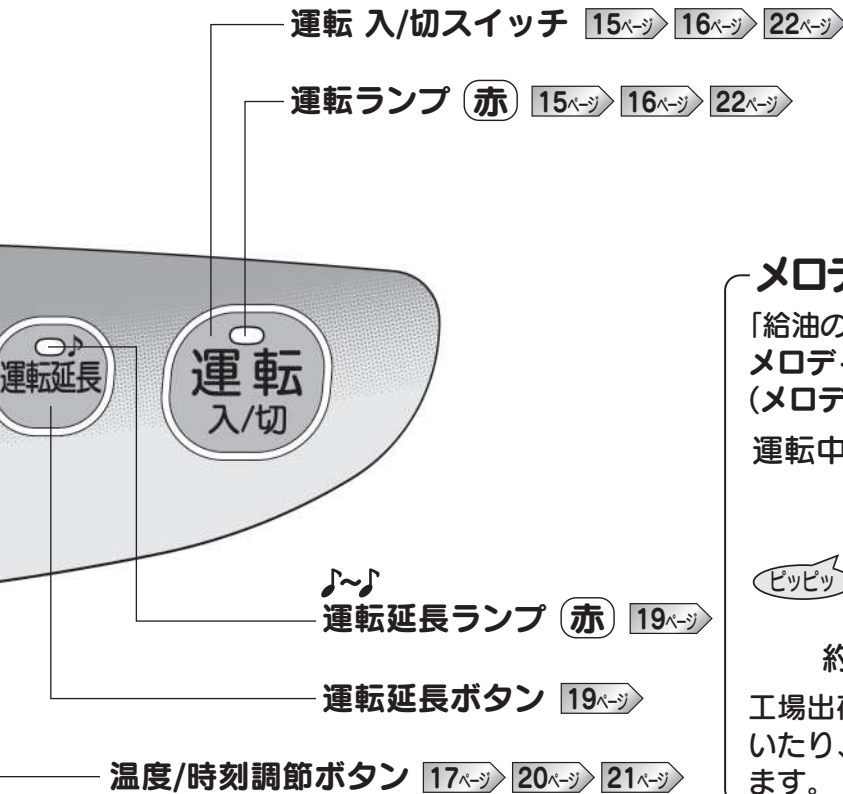 運転 入/切スイッチ 15ページ 16ページ 22ページ
運転ランプ 赤 15ページ 16ページ 22ページ
運転延長
運転
入/切
運転延長ランプ 赤 19ページ
運転延長ボタン 19ページ
温度/時刻調節ボタン 17ページ 20ページ 21ページ
メロデ
「給油の
メロディ
(メロデ
運転中
ピッピッ
約
工場出荷
いたり、
ます。